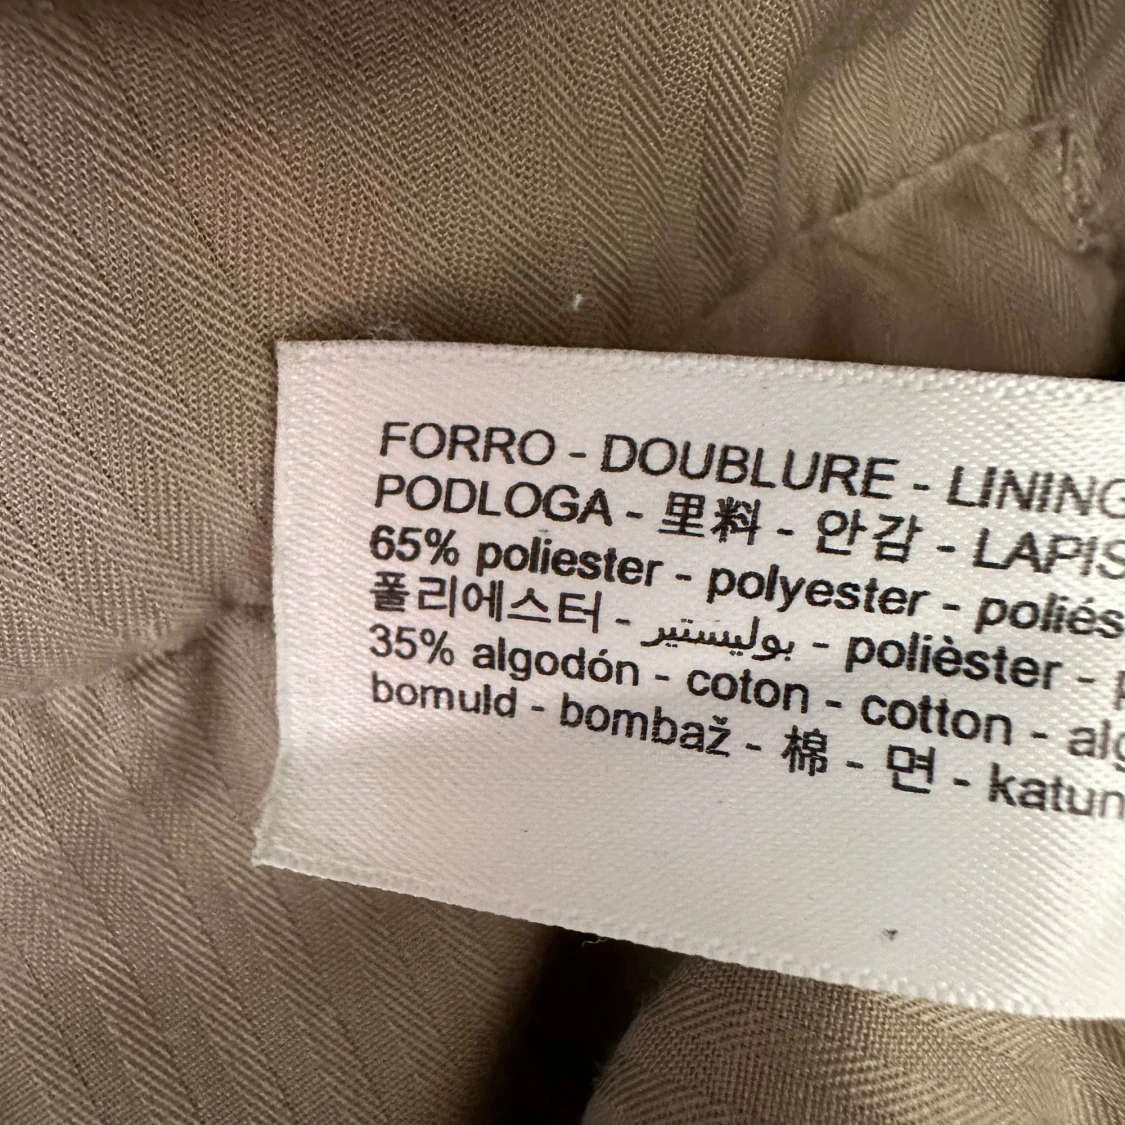 FORRO - DOUBLURE - LINING
PODLOGA - 里料 - 안감 - LAPIS
65% poliester - polyester - poliés
폴리에스터 - بوليستير - polièster -
35% algodón - coton - cotton - alg
bomuld - bombaž - 棉 - 면 - katun